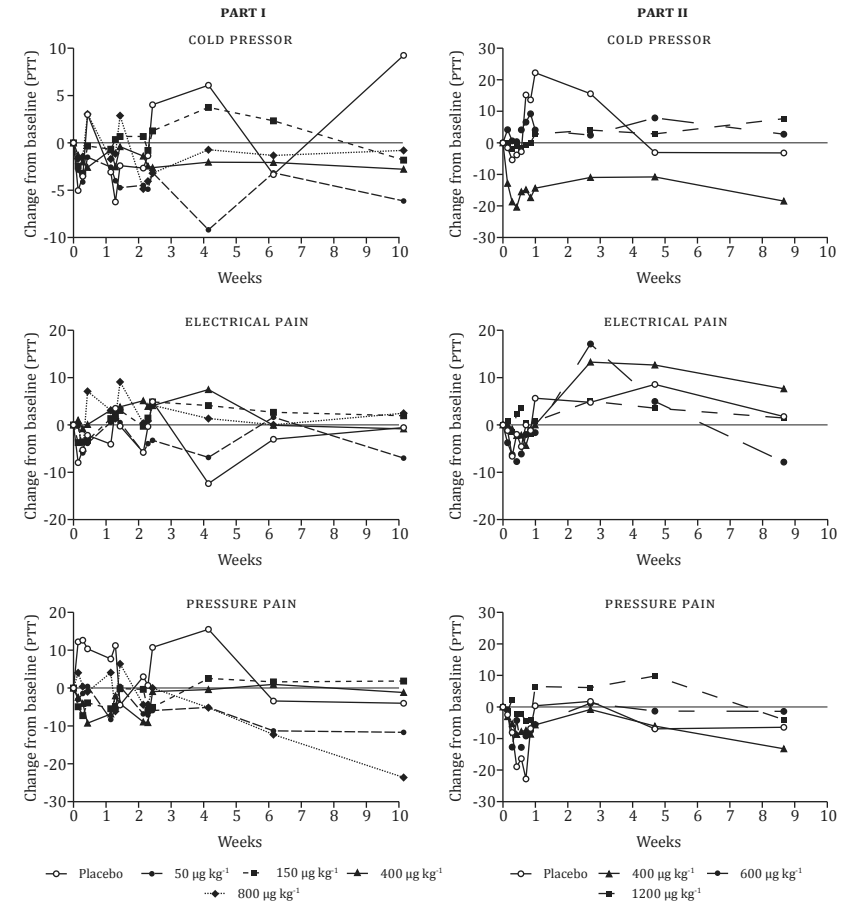 PART I
COLD PRESSOR
Change from baseline (PTT)
10
5
0
-5
-10
0 1 2 3 4 5 6 7 8 9 10
Weeks
ELECTRICAL PAIN
Change from baseline (PTT)
20
10
0
-10
-20
0 1 2 3 4 5 6 7 8 9 10
Weeks
PRESSURE PAIN
Change from baseline (PTT)
20
10
0
-10
-20
-30
0 1 2 3 4 5 6 7 8 9 10
Weeks
Placebo 50 µg kg⁻¹ 150 µg kg⁻¹ 400 µg kg⁻¹
800 µg kg⁻¹
PART II
COLD PRESSOR
Change from baseline (PTT)
30
20
10
0
-10
-20
-30
0 1 2 3 4 5 6 7 8 9 10
Weeks
ELECTRICAL PAIN
Change from baseline (PTT)
20
10
0
-10
-20
0 1 2 3 4 5 6 7 8 9 10
Weeks
PRESSURE PAIN
Change from baseline (PTT)
30
20
10
0
-10
-20
-30
0 1 2 3 4 5 6 7 8 9 10
Weeks
Placebo 400 µg kg⁻¹ 600 µg kg⁻¹
1200 µg kg⁻¹